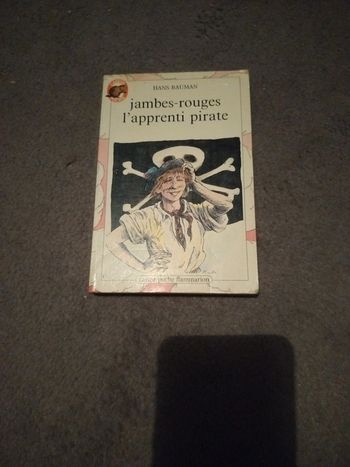 HANS BAUMAN
jambes-rouges
l'apprenti pirate
castor poche flammarion